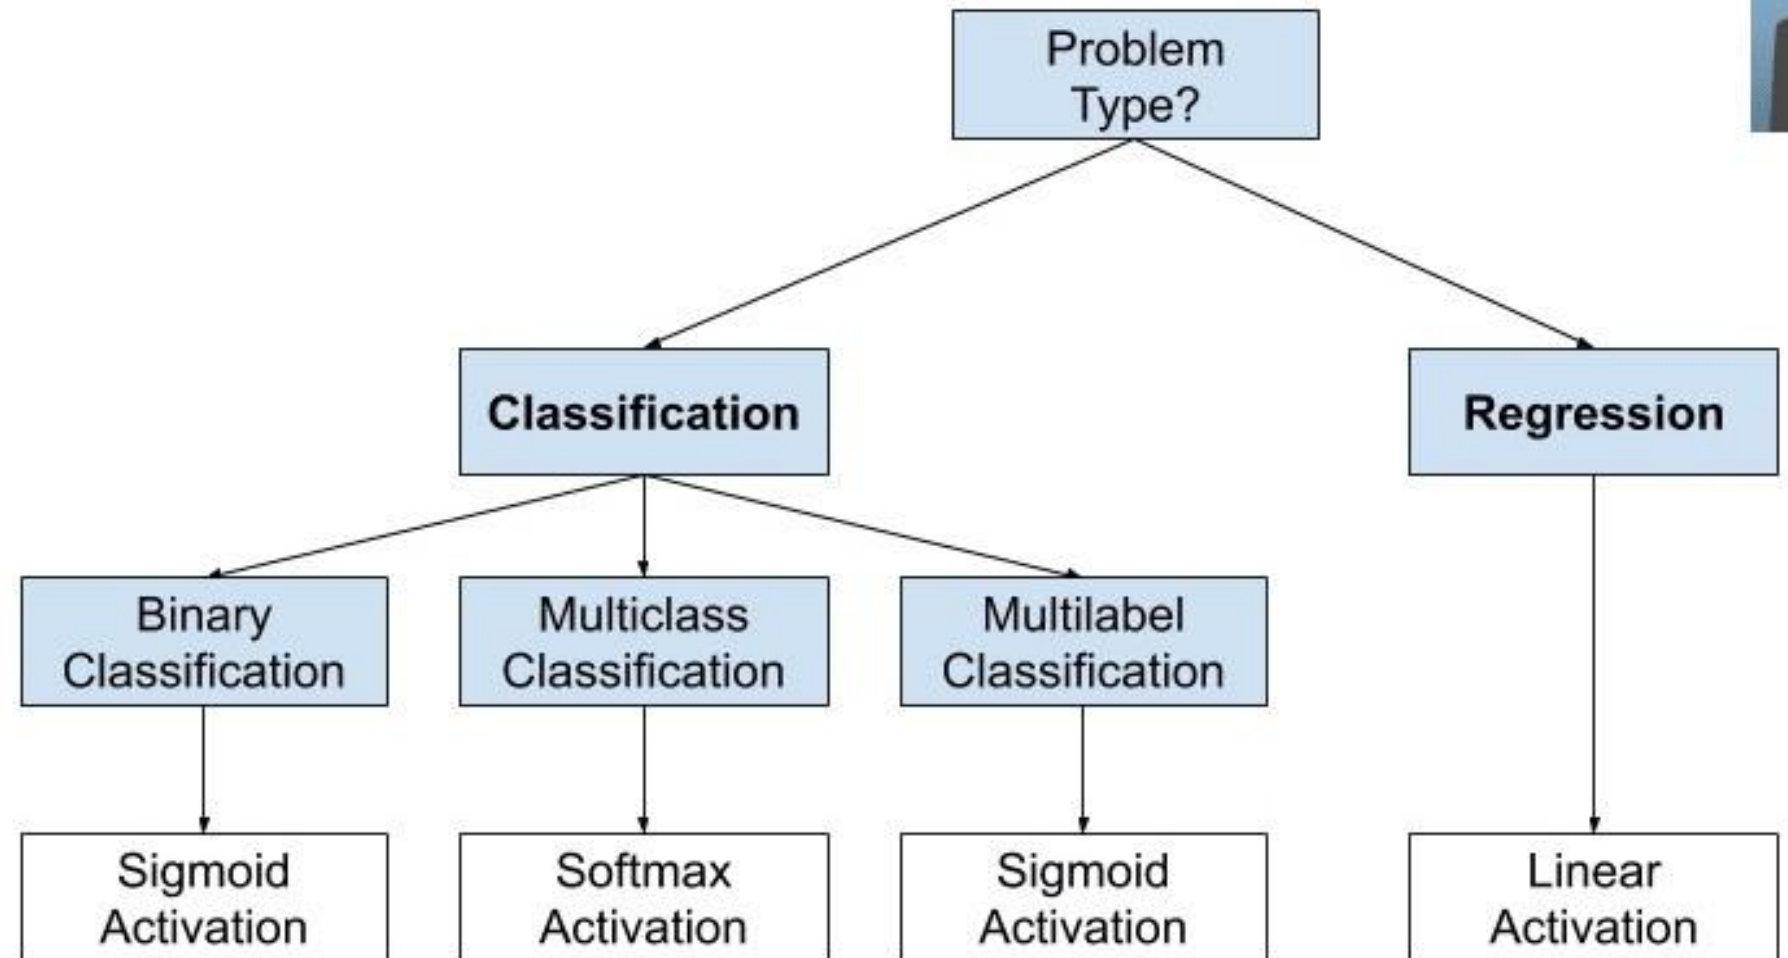 Problem
Type?
Classification
Regression
Binary
Classification
Multiclass
Classification
Multilabel
Classification
Sigmoid
Activation
Softmax
Activation
Sigmoid
Activation
Linear
Activation